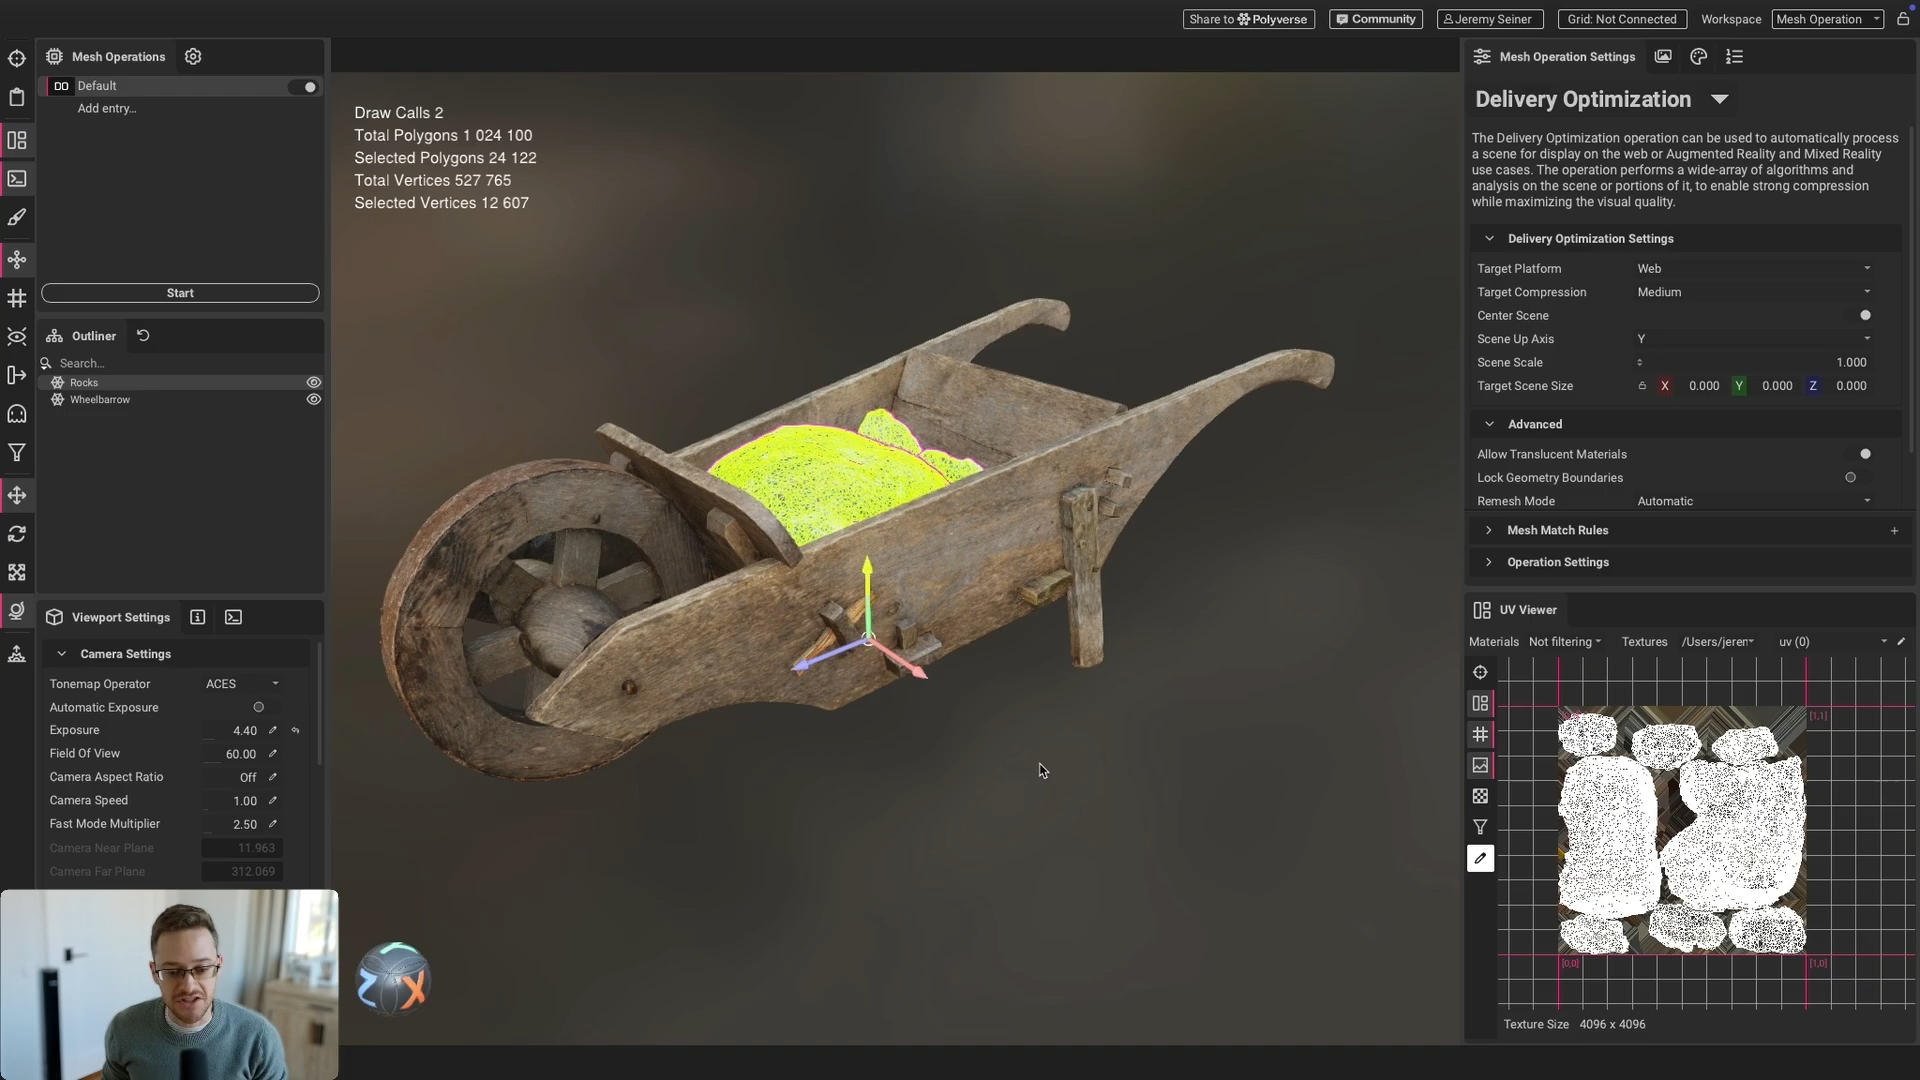 Share to Polyverse
Community
Jeremy Seiner
Grid: Not Connected
Workspace
Mesh Operation
Mesh Operations
Default
Add entry...
Start
Outliner
Search...
Rocks
Wheelbarrow
Viewport Settings
Camera Settings
Tonemap Operator ACES
Automatic Exposure
Exposure 4.40
Field Of View 60.00
Camera Aspect Ratio Off
Camera Speed 1.00
Fast Mode Multiplier 2.50
Camera Near Plane 11.963
Camera Far Plane 312.069
Draw Calls 2
Total Polygons 1 024 100
Selected Polygons 24 122
Total Vertices 527 765
Selected Vertices 12 607
Z X
Mesh Operation Settings
Delivery Optimization
The Delivery Optimization operation can be used to automatically process
a scene for display on the web or Augmented Reality and Mixed Reality
use cases. The operation performs a wide-array of algorithms and
analysis on the scene or portions of it, to enable strong compression
while maximizing the visual quality.
Delivery Optimization Settings
Target Platform Web
Target Compression Medium
Center Scene
Scene Up Axis Y
Scene Scale 1.000
Target Scene Size X 0.000 Y 0.000 Z 0.000
Advanced
Allow Translucent Materials
Lock Geometry Boundaries
Remesh Mode Automatic
Mesh Match Rules +
Operation Settings
UV Viewer
Materials Not filtering Textures /Users/jeren uv (0)
[1,1]
[0,0] [1,0]
Texture Size 4096 x 4096